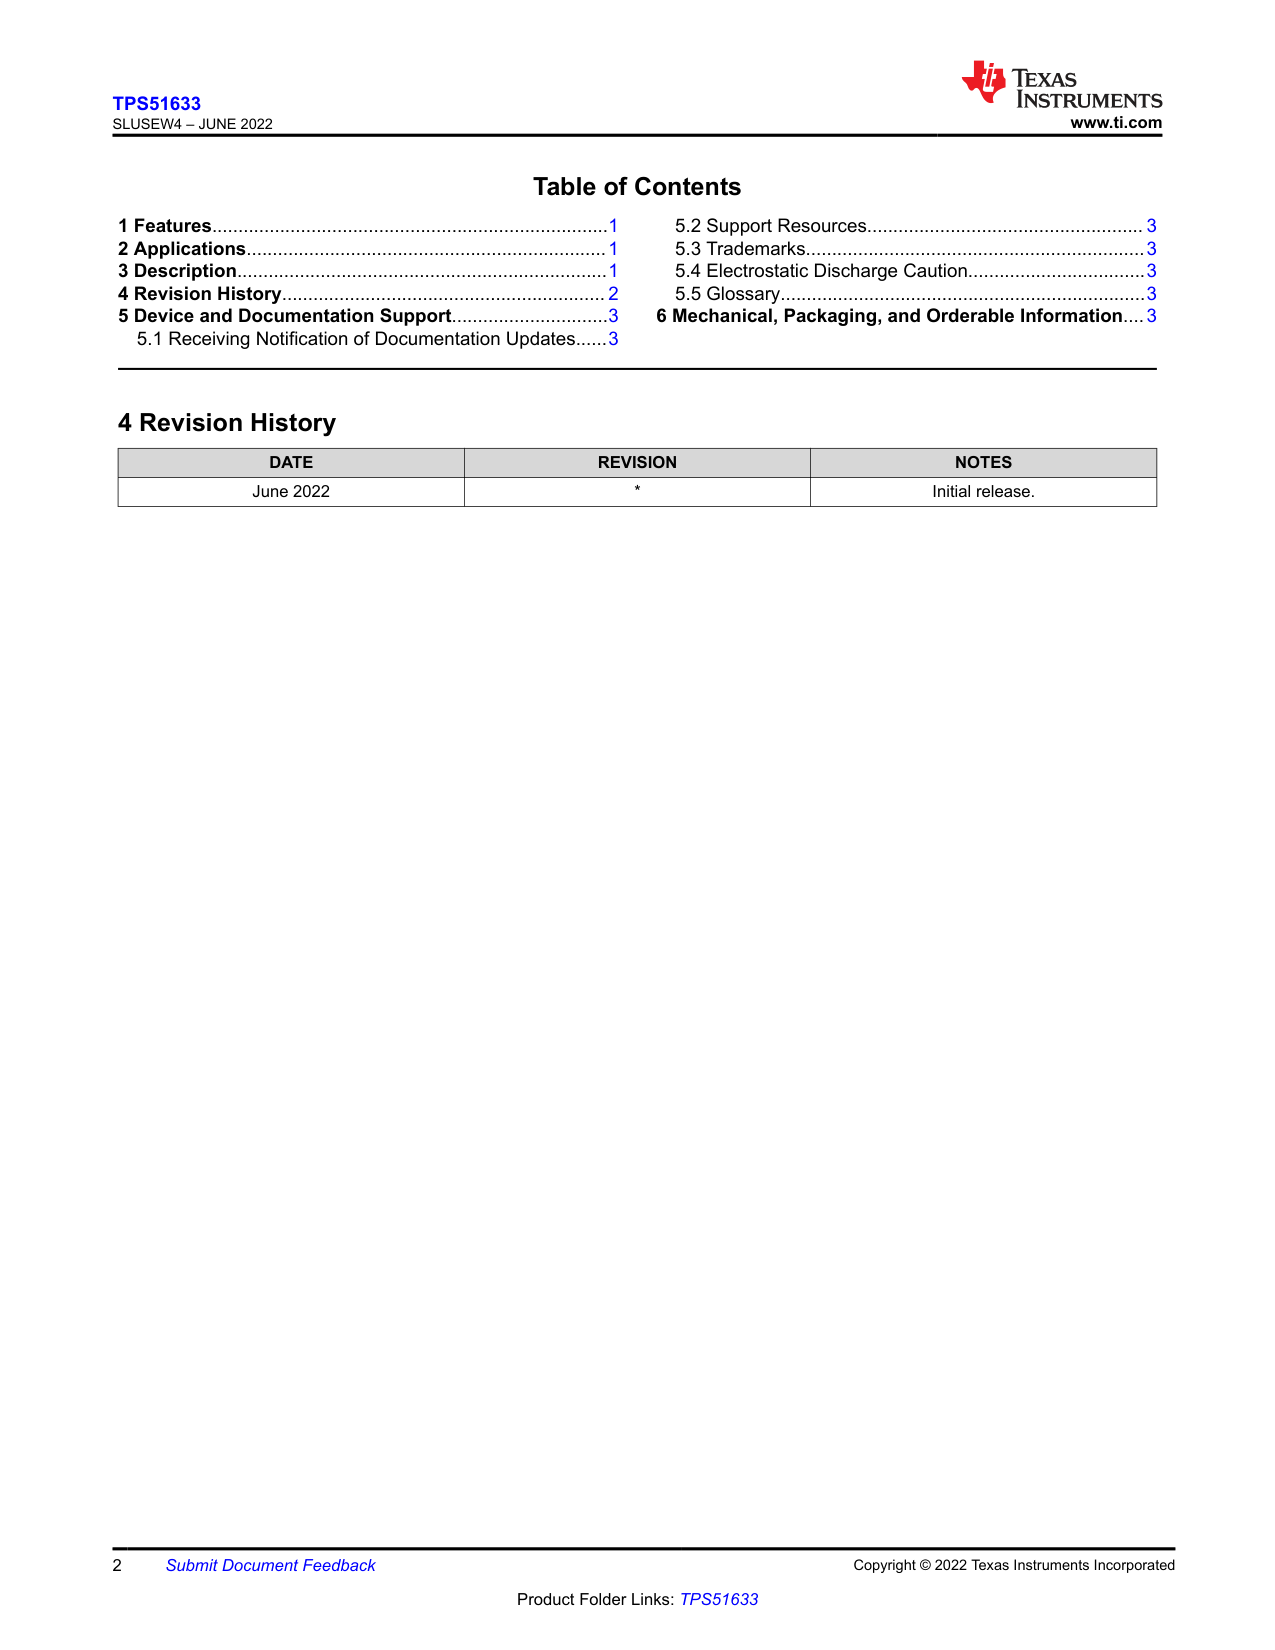 TPS51633
SLUSEW4 – JUNE 2022
TEXAS
INSTRUMENTS
www.ti.com
Table of Contents
1 Features............................................................................1
2 Applications.....................................................................1
3 Description.......................................................................1
4 Revision History.............................................................. 2
5 Device and Documentation Support..............................3
5.1 Receiving Notification of Documentation Updates......3
5.2 Support Resources..................................................... 3
5.3 Trademarks.................................................................3
5.4 Electrostatic Discharge Caution..................................3
5.5 Glossary......................................................................3
6 Mechanical, Packaging, and Orderable Information.... 3
4 Revision History
DATE REVISION NOTES
June 2022 * Initial release.
2 Submit Document Feedback Copyright © 2022 Texas Instruments Incorporated
Product Folder Links: TPS51633